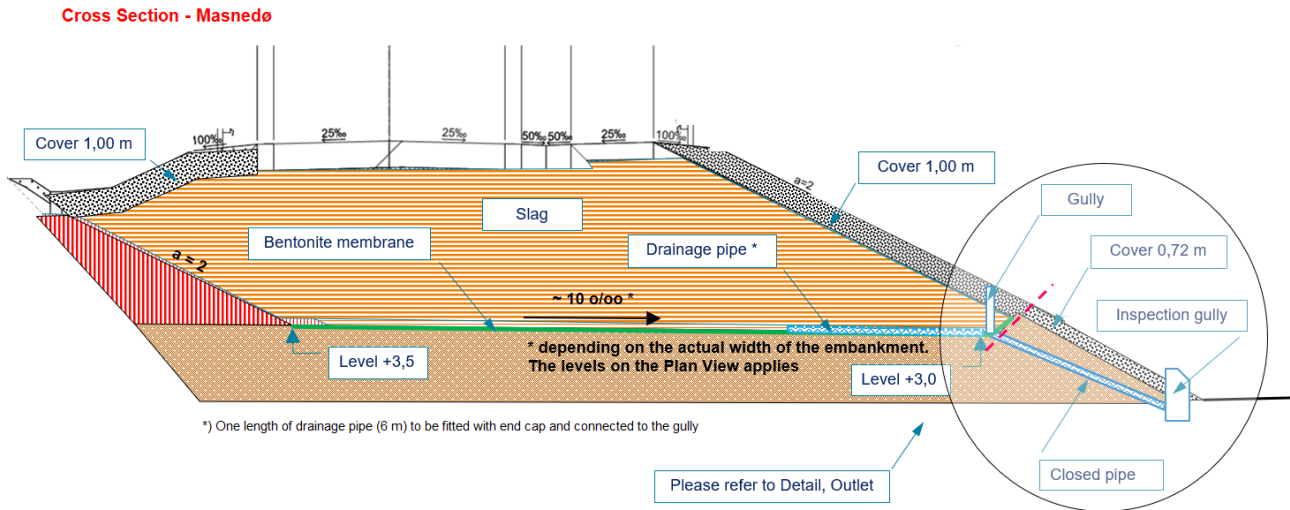 Cross Section - Masnedø
100‰
25‰
25‰
50‰
50‰
25‰
100‰
Cover 1,00 m
Cover 1,00 m
a=2
Gully
Slag
Bentonite membrane
Drainage pipe *
Cover 0,72 m
a = 2
~ 10 o/oo *
Inspection gully
Level +3,5
* depending on the actual width of the embankment.
The levels on the Plan View applies
Level +3,0
*) One length of drainage pipe (6 m) to be fitted with end cap and connected to the gully
Closed pipe
Please refer to Detail, Outlet